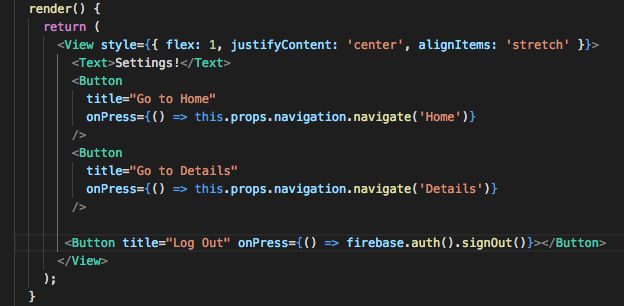 render() {
return (
<View style={{ flex: 1, justifyContent: 'center', alignItems: 'stretch' }}>
<Text>Settings!</Text>
<Button
title="Go to Home"
onPress={() => this.props.navigation.navigate('Home')}
/>
<Button
title="Go to Details"
onPress={() => this.props.navigation.navigate('Details')}
/>
<Button title="Log Out" onPress={() => firebase.auth().signOut()}></Button>
</View>
);
}